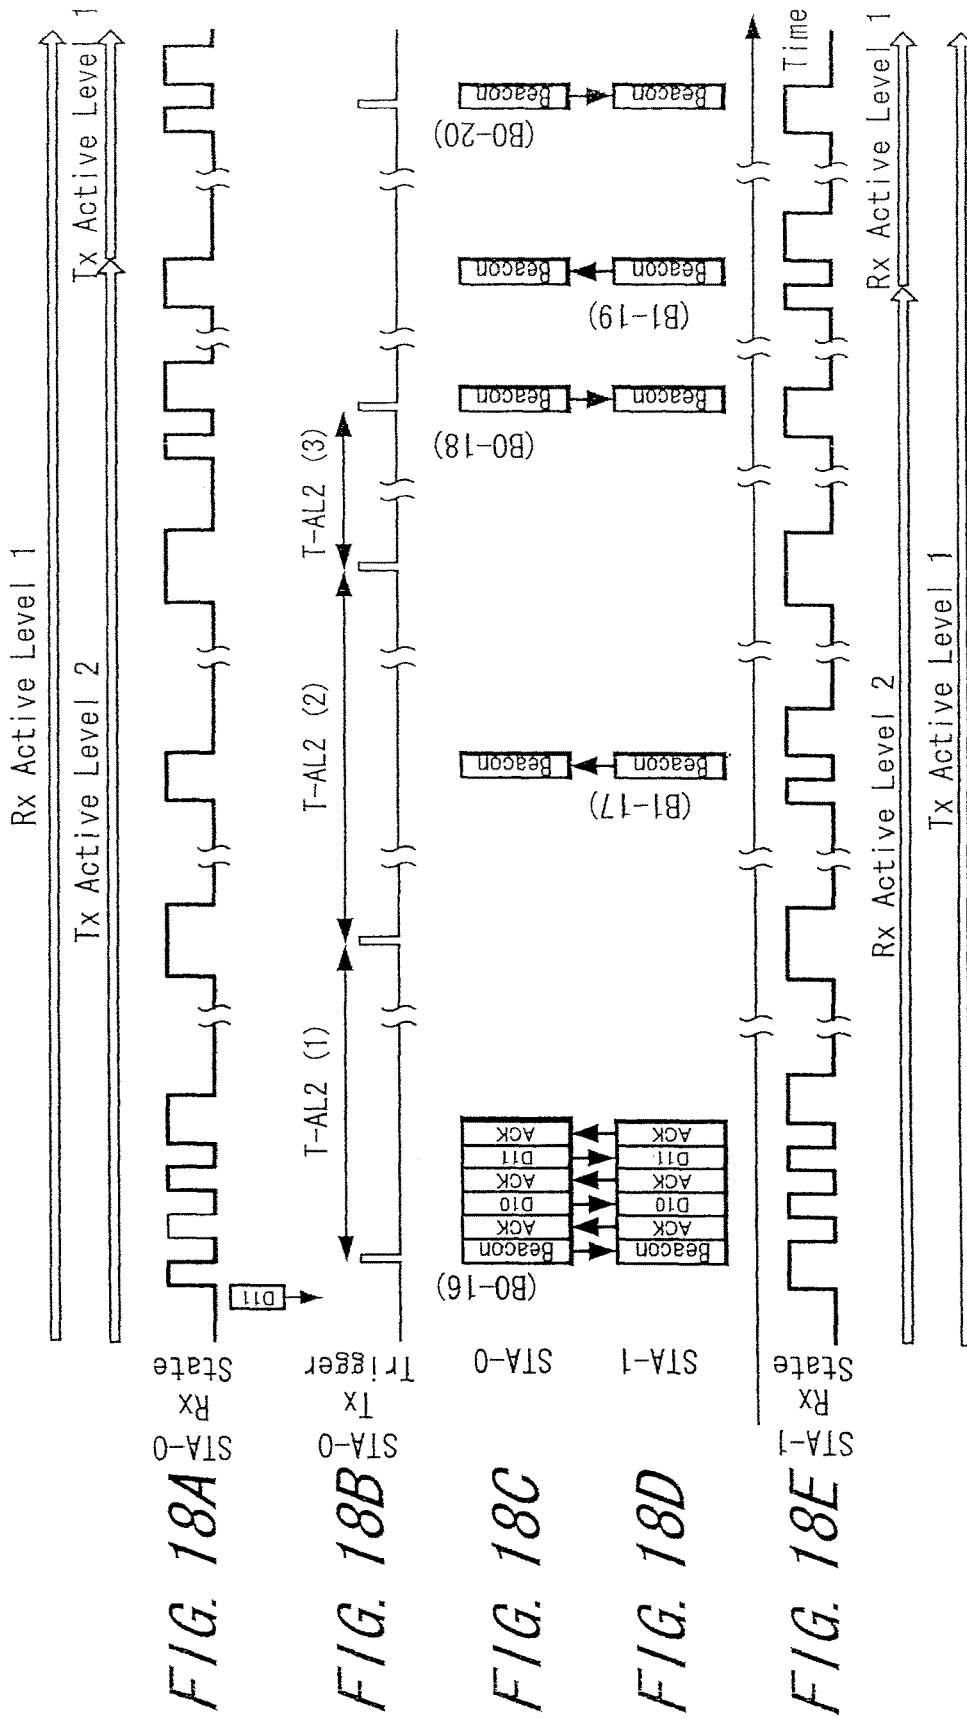 Rx Active Level 1
Tx Active Level 2
Tx Active Level 1
FIG. 18A
STA-0
Rx
State
D11
FIG. 18B
STA-0
Tx
Trigger
T-AL2 (1)
T-AL2 (2)
T-AL2 (3)
FIG. 18C
STA-0
(B0-16)
Beacon
ACK
D10
ACK
D11
ACK
Beacon
(B0-18)
Beacon
Beacon
(B0-20)
Beacon
FIG. 18D
STA-1
Beacon
ACK
D10
ACK
D11
ACK
(B1-17)
Beacon
Beacon
(B1-19)
Beacon
Beacon
Time
FIG. 18E
STA-1
Rx
State
Rx Active Level 2
Rx Active Level 1
Tx Active Level 1